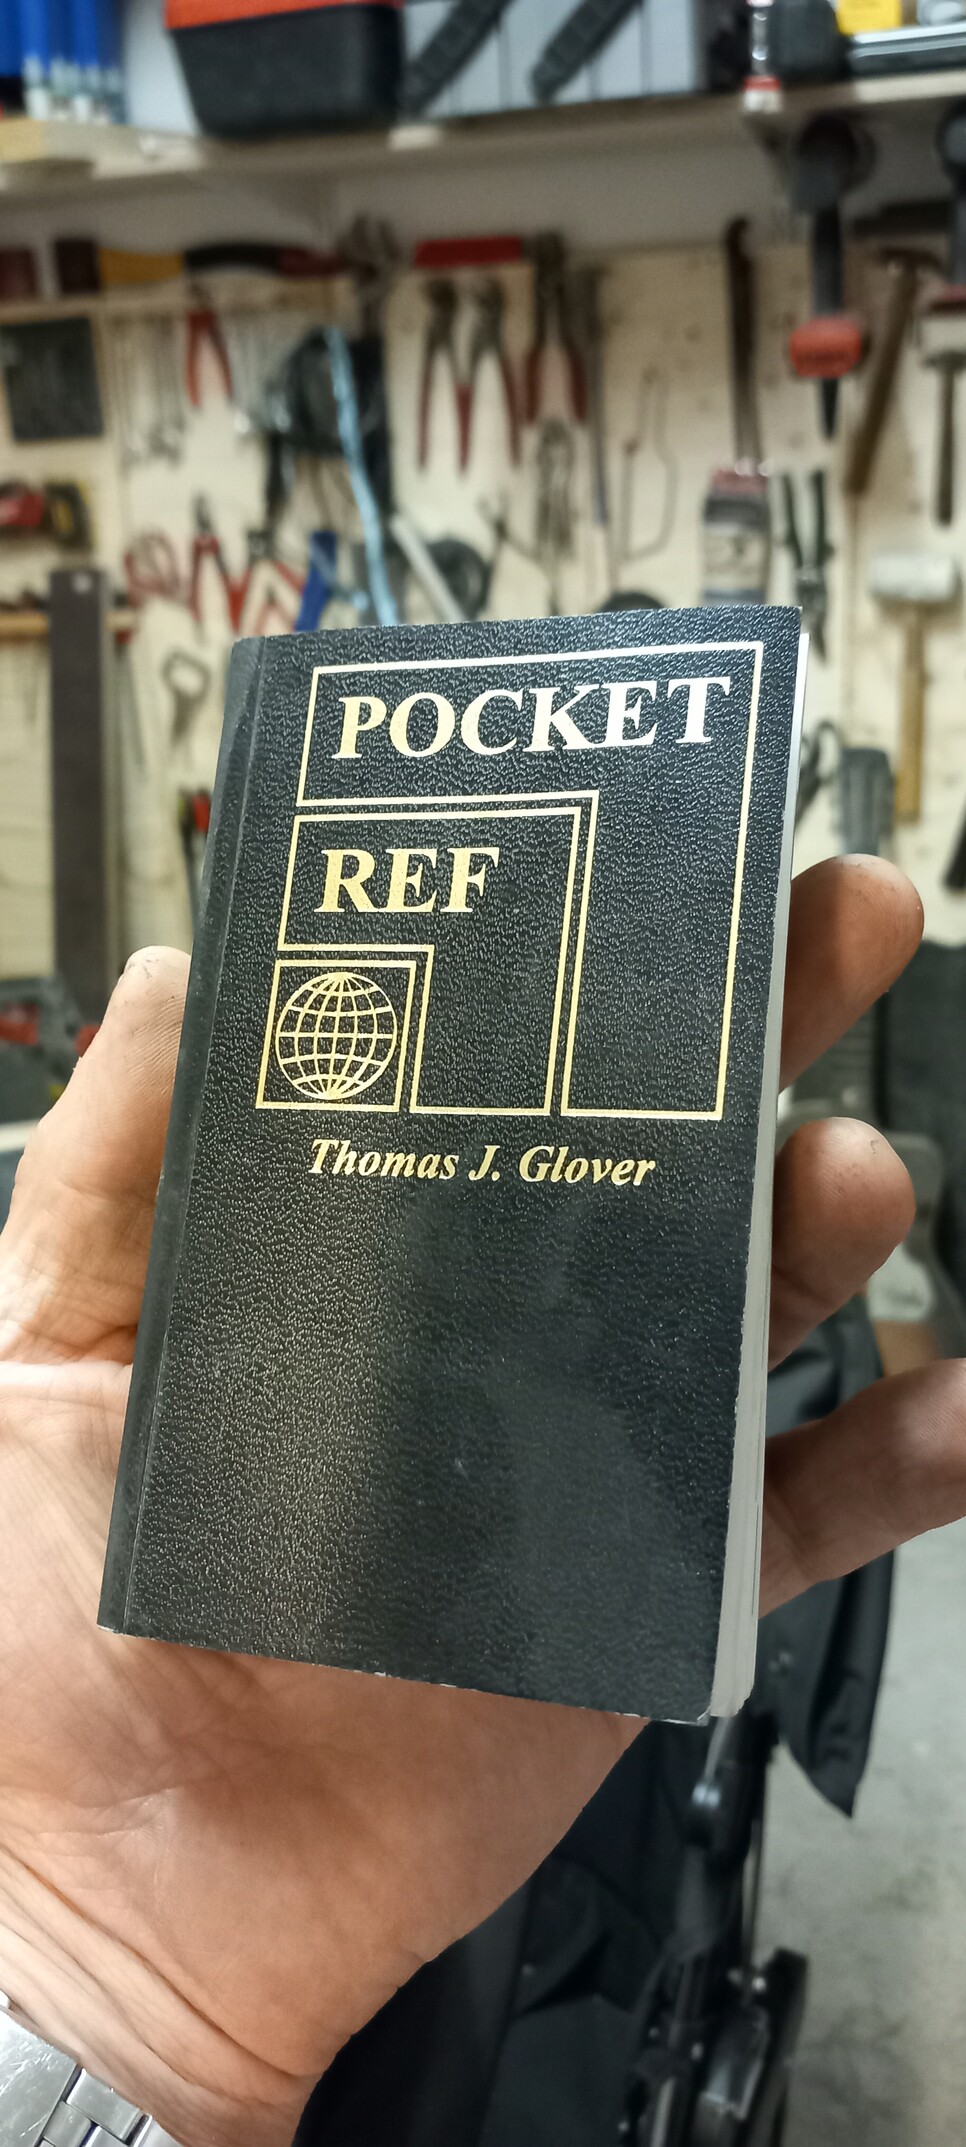 POCKET
REF
Thomas J. Glover